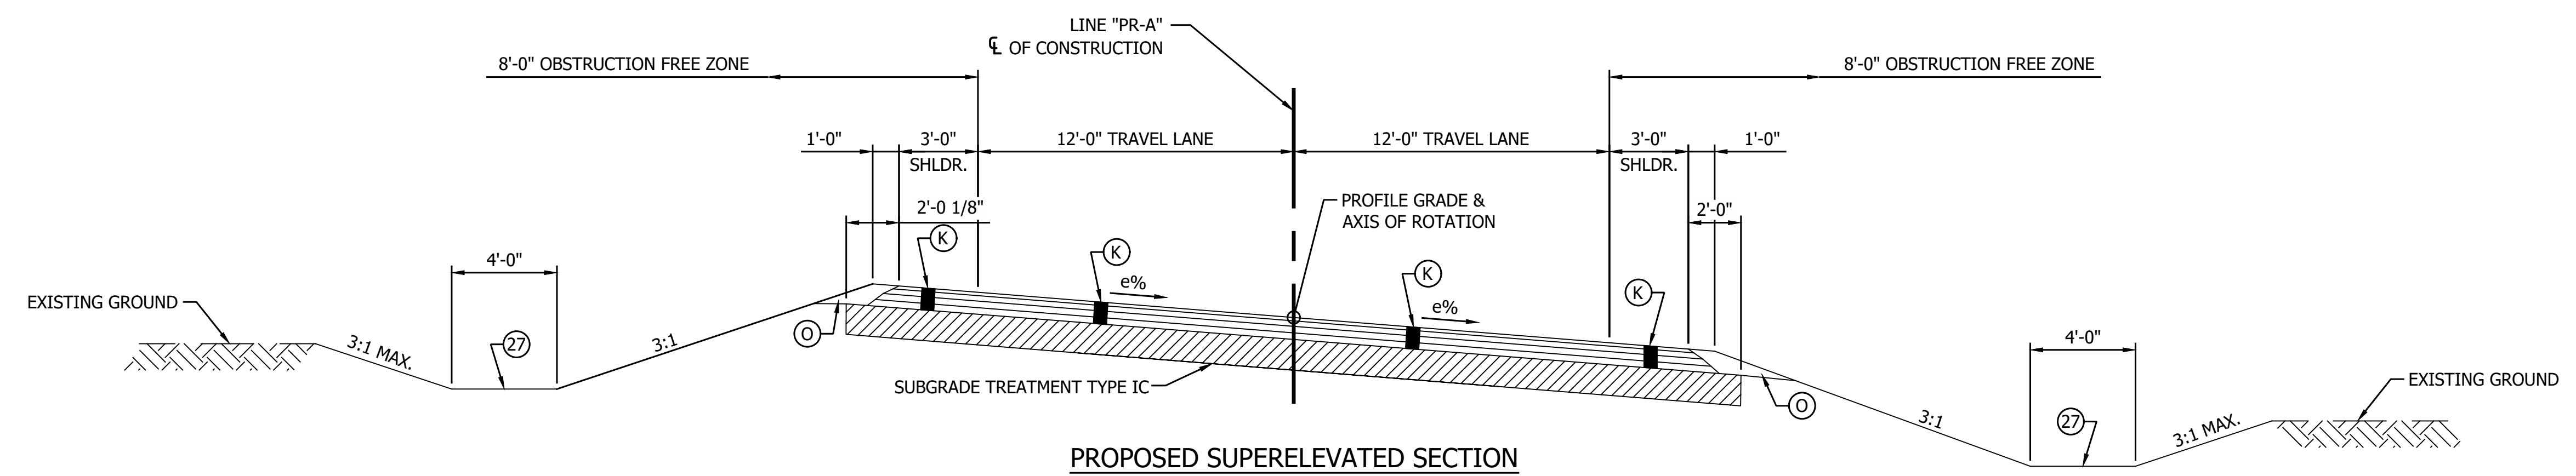 LINE "PR-A"
℄ OF CONSTRUCTION
8'-0" OBSTRUCTION FREE ZONE
8'-0" OBSTRUCTION FREE ZONE
1'-0"
3'-0"
SHLDR.
12'-0" TRAVEL LANE
12'-0" TRAVEL LANE
3'-0"
SHLDR.
1'-0"
2'-0 1/8"
PROFILE GRADE &
AXIS OF ROTATION
2'-0"
K
K
K
K
4'-0"
e%
e%
EXISTING GROUND
3:1 MAX.
27
3:1
O
SUBGRADE TREATMENT TYPE IC
O
4'-0"
EXISTING GROUND
3:1
27
3:1 MAX.
PROPOSED SUPERELEVATED SECTION